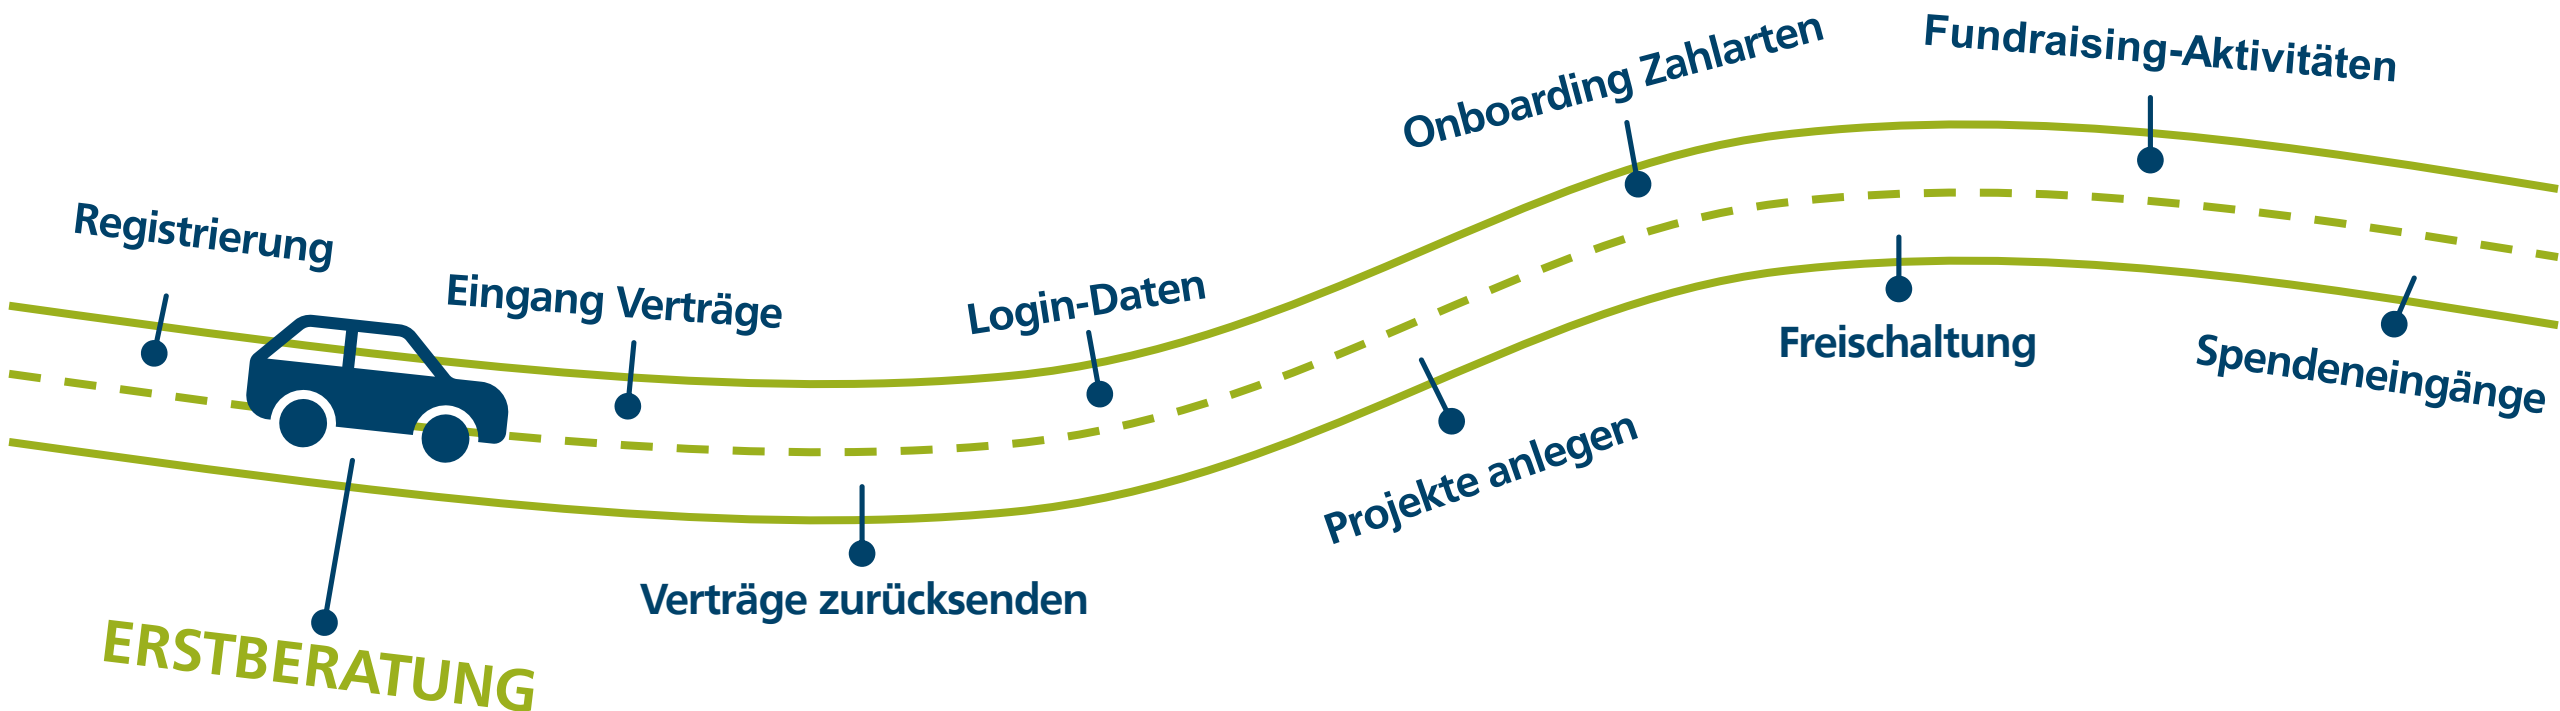 Registrierung
ERSTBERATUNG
Eingang Verträge
Verträge zurücksenden
Login-Daten
Projekte anlegen
Onboarding Zahlarten
Freischaltung
Fundraising-Aktivitäten
Spendeneingänge